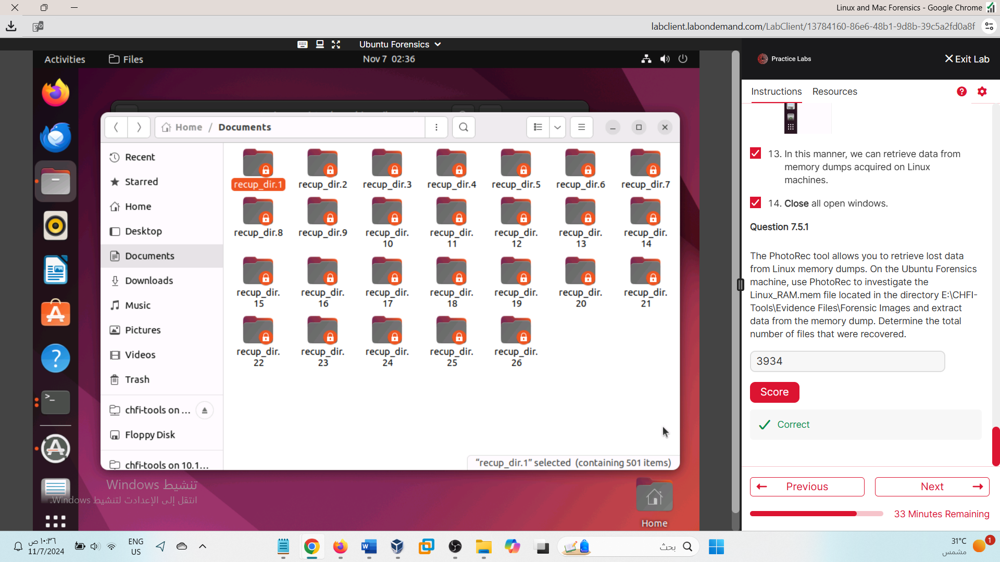 Linux and Mac Forensics - Google Chrome
labclient.labondemand.com/LabClient/13784160-86e6-48b1-9d8b-39c5a2fd0a8f
Ubuntu Forensics
Activities
Files
Nov 7 02:36
Home / Documents
Recent
Starred
Home
Desktop
Documents
Downloads
Music
Pictures
Videos
Trash
chfi-tools on ...
Floppy Disk
chfi-tools on 10.1...
recup_dir.1
recup_dir.2
recup_dir.3
recup_dir.4
recup_dir.5
recup_dir.6
recup_dir.7
recup_dir.8
recup_dir.9
recup_dir.
10
recup_dir.
11
recup_dir.
12
recup_dir.
13
recup_dir.
14
recup_dir.
15
recup_dir.
16
recup_dir.
17
recup_dir.
18
recup_dir.
19
recup_dir.
20
recup_dir.
21
recup_dir.
22
recup_dir.
23
recup_dir.
24
recup_dir.
25
recup_dir.
26
"recup_dir.1" selected (containing 501 items)
تنشيط Windows
انتقل إلى الإعدادت لتنشيط Windows.
Home
Practice Labs
Exit Lab
Instructions
Resources
13. In this manner, we can retrieve data from
memory dumps acquired on Linux
machines.
14. Close all open windows.
Question 7.5.1
The PhotoRec tool allows you to retrieve lost data
from Linux memory dumps. On the Ubuntu Forensics
machine, use PhotoRec to investigate the
Linux_RAM.mem file located in the directory E:\CHFI-
Tools\Evidence Files\Forensic Images and extract
data from the memory dump. Determine the total
number of files that were recovered.
3934
Score
Correct
Previous
Next
33 Minutes Remaining
١٠:٣٦ ص
11/7/2024
ENG
US
بحث
31°C
مشمس
1